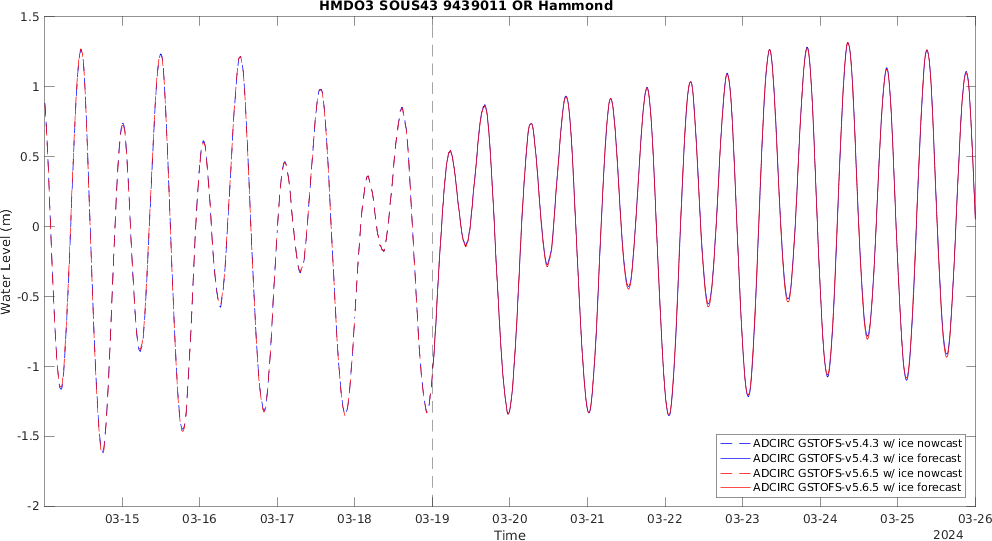 HMDO3 SOUS43 9439011 OR Hammond
1.5
1
0.5
0
-0.5
-1
-1.5
-2
Water Level (m)
ADCIRC GSTOFS-v5.4.3 w/ ice nowcast
ADCIRC GSTOFS-v5.4.3 w/ ice forecast
ADCIRC GSTOFS-v5.6.5 w/ ice nowcast
ADCIRC GSTOFS-v5.6.5 w/ ice forecast
03-15 03-16 03-17 03-18 03-19 03-20 03-21 03-22 03-23 03-24 03-25 03-26
Time
2024